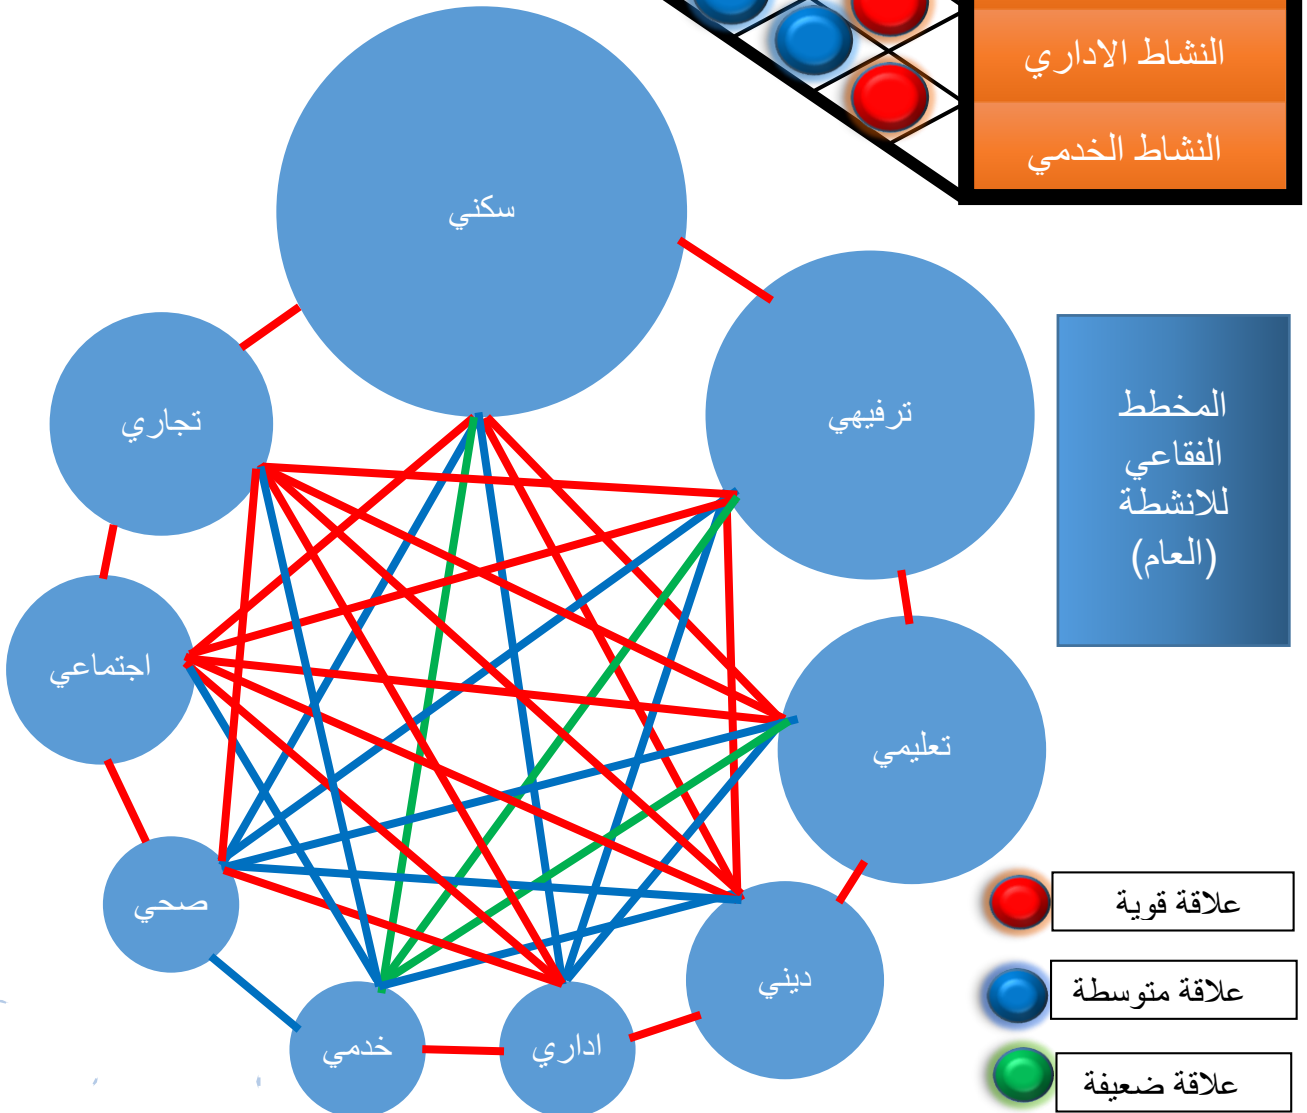 النشاط الاداري
النشاط الخدمي
سكني
ترفيهي
تجاري
المخطط
الفقاعي
للانشطة
(العام)
اجتماعي
تعليمي
صحي
علاقة قوية
ديني
علاقة متوسطة
خدمي
اداري
علاقة ضعيفة